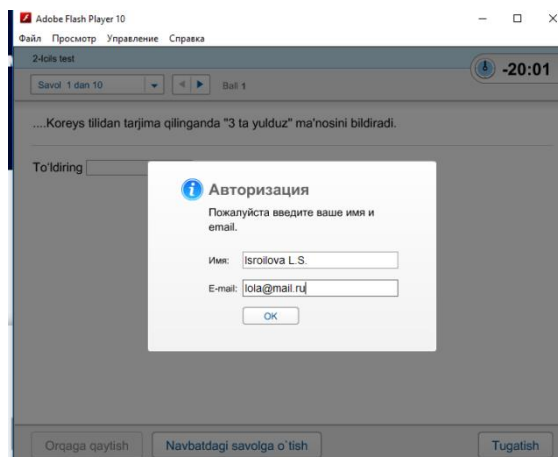 Adobe Flash Player 10
Файл Просмотр Управление Справка
2-lolis test
-20:01
Savol 1 dan 10
Ball 1
....Koreys tilidan tarjima qilinganda "3 ta yulduz" ma'nosini bildiradi.
To'ldiring
Авторизация
Пожалуйста введите ваше имя и
email.
Имя: Isroilova L.S.
E-mail: lola@mail.ru
OK
Orqaga qaytish Navbatdagi savolga o`tish Tugatish